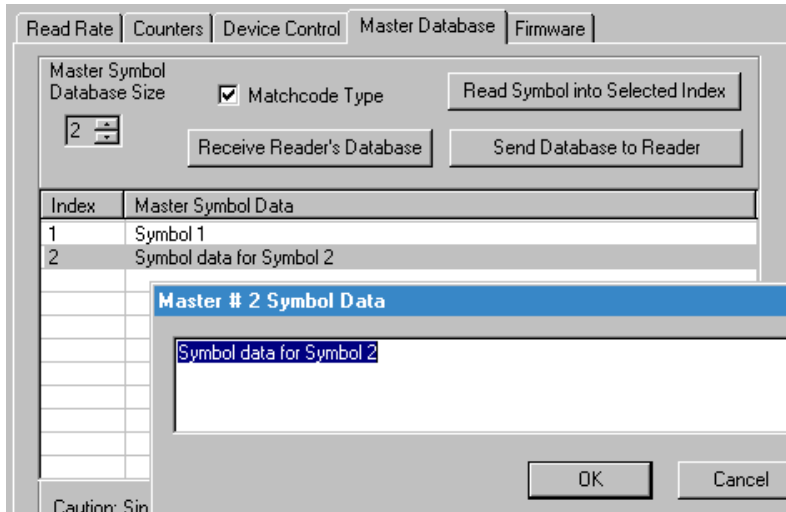 Read Rate Counters Device Control Master Database Firmware
Master Symbol
Database Size
Matchcode Type
Read Symbol into Selected Index
2
Receive Reader's Database
Send Database to Reader
Index Master Symbol Data
1 Symbol 1
2 Symbol data for Symbol 2
Master # 2 Symbol Data
Symbol data for Symbol 2
OK Cancel
Caution: Sin